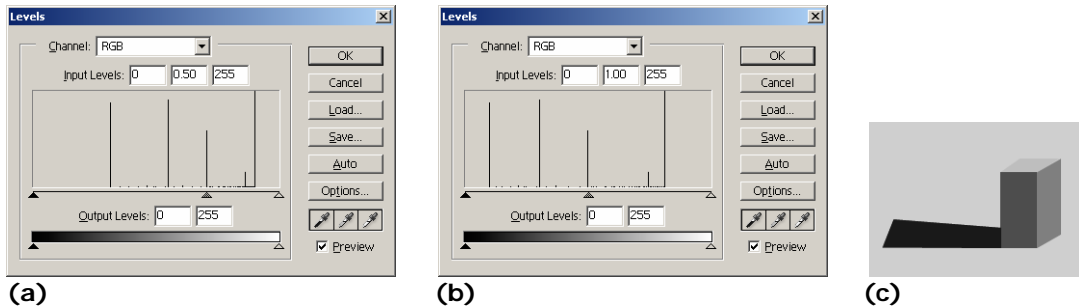 Levels
Channel: RGB
Input Levels: 0 0.50 255
OK
Cancel
Load...
Save...
Auto
Options...
Output Levels: 0 255
Preview
(a)
Levels
Channel: RGB
Input Levels: 0 1.00 255
OK
Cancel
Load...
Save...
Auto
Options...
Output Levels: 0 255
Preview
(b)
(c)